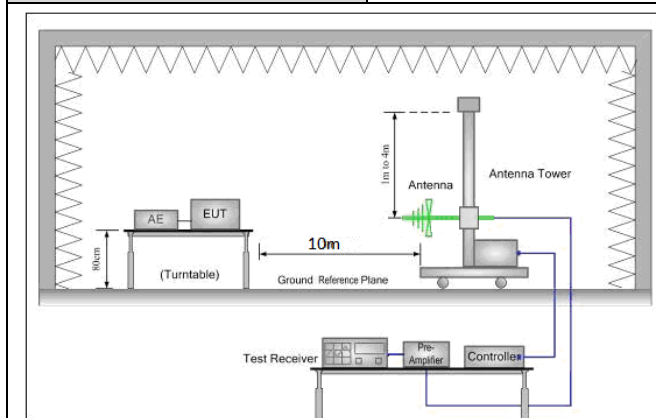 1m to 4m
Antenna
Antenna Tower
AE
EUT
80cm
(Turntable)
10m
Ground Reference Plane
Test Receiver
Pre-
Amplifier
Controller